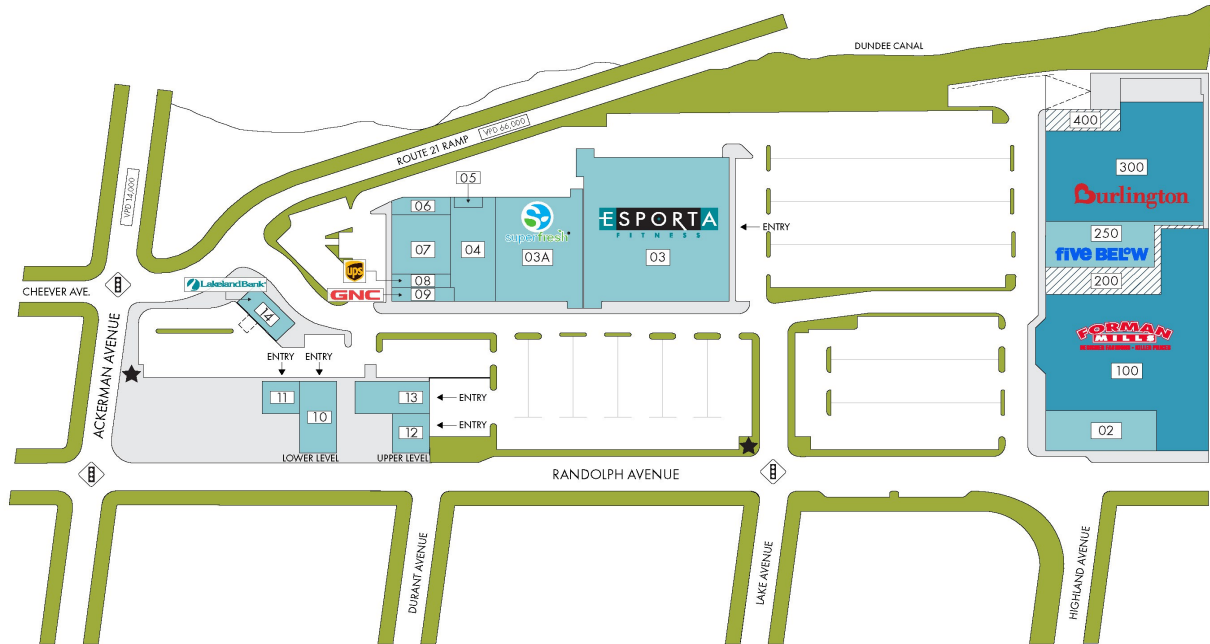 DUNDEE CANAL
VPD 66,000
ROUTE 21 RAMP
VPD 14,000
400
300
Burlington
05
06
07
04
superfresh
03A
ESPORTA
FITNESS
03
ENTRY
250
five BELOW
200
ups
08
GNC
09
LakelandBank
14
CHEEVER AVE.
ACKERMAN AVENUE
FORMAN
MILLS
100
ENTRY
ENTRY
11
10
13
ENTRY
12
ENTRY
02
LOWER LEVEL
UPPER LEVEL
RANDOLPH AVENUE
DURANT AVENUE
LAKE AVENUE
HIGHLAND AVENUE